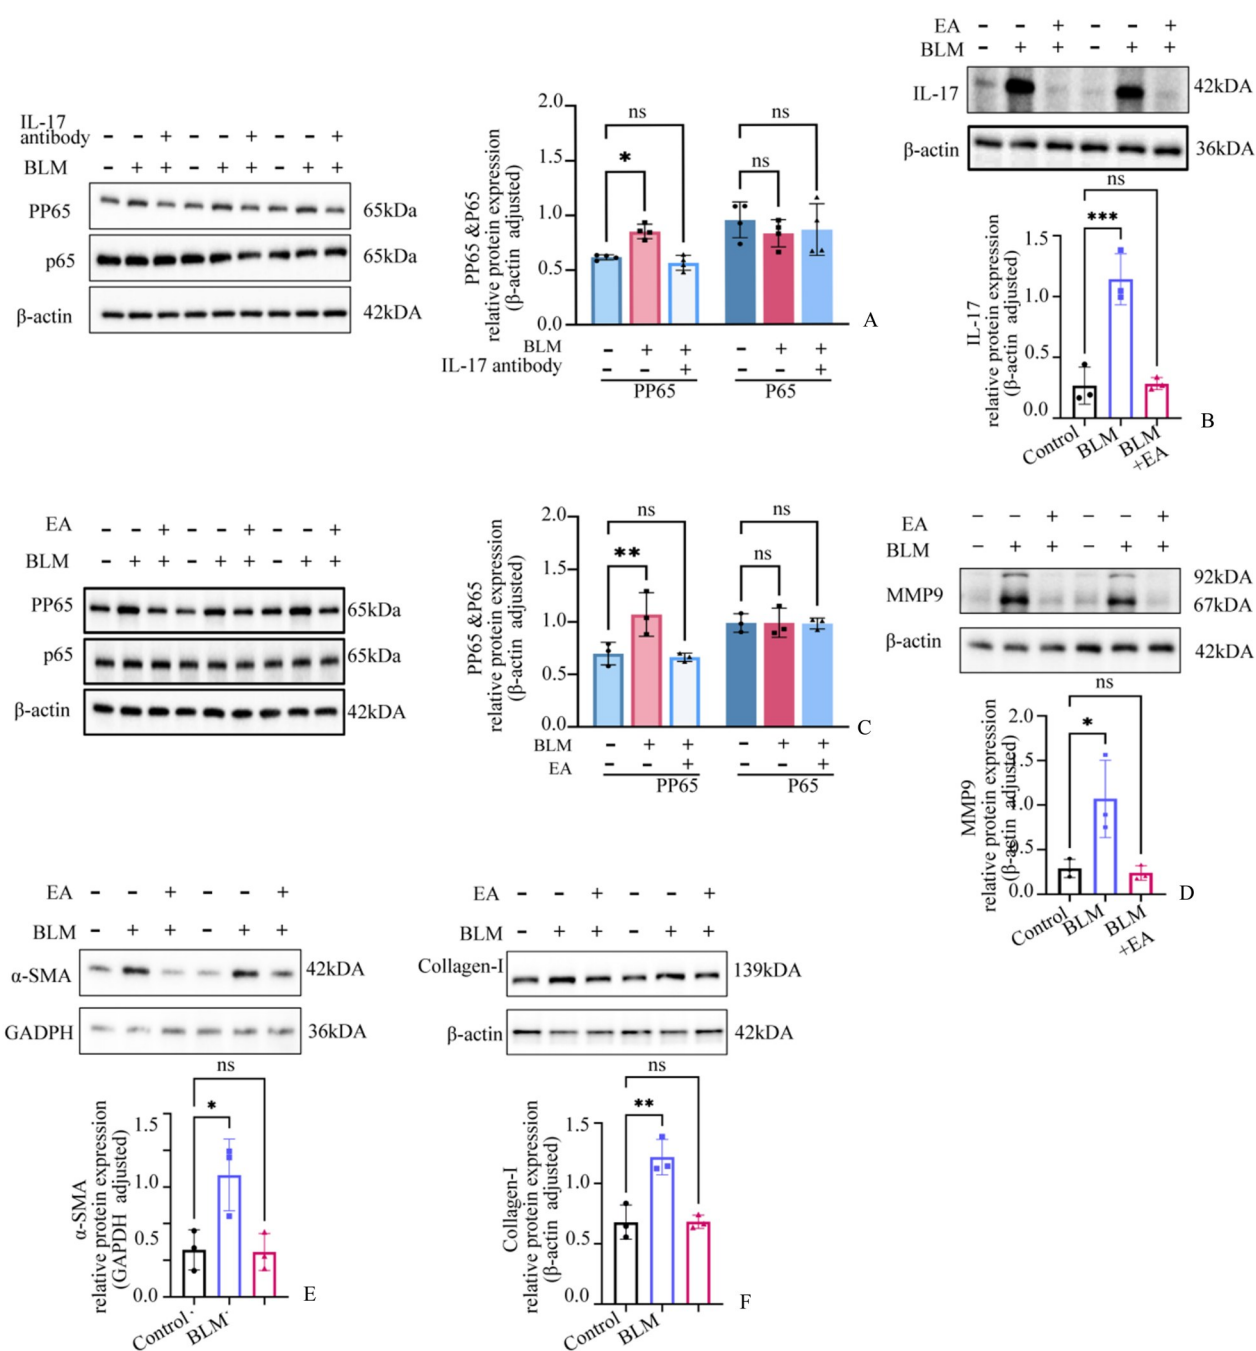 IL-17
antibody - + + - + + - + +
BLM - + + - + + - + +
PP65 65kDa
p65 65kDa
β-actin 42kDA
PP65 &P65
relative protein expression
(β-actin adjusted)
2.0
1.5
1.0
0.5
0.0
ns
*
ns
ns
BLM - + + - + +
IL-17 antibody - - + - - +
PP65 P65
A
EA - - + - - +
BLM - + + - + +
IL-17 42kDA
β-actin 36kDA
IL-17
relative protein expression
(β-actin adjusted)
1.5
1.0
0.5
0.0
ns
***
Control
BLM
BLM
+EA
B
EA - - + - - + - - +
BLM - + + - + + - + +
PP65 65kDa
p65 65kDa
β-actin 42kDA
PP65 &P65
relative protein expression
(β-actin adjusted)
2.0
1.5
1.0
0.5
0.0
ns
**
ns
ns
BLM - + + - + +
EA - - + - - +
PP65 P65
C
EA - - + - - +
BLM - + + - + +
MMP9 92kDA
67kDA
β-actin 42kDA
MMP9
relative protein expression
(β-actin adjusted)
2.0
1.5
1.0
0.5
0.0
ns
*
Control
BLM
BLM
+EA
D
EA - - + - - +
BLM - + + - + +
α-SMA 42kDA
GADPH 36kDA
α-SMA
relative protein expression
(GAPDH adjusted)
1.5
1.0
0.5
0.0
ns
*
Control
BLM
E
EA - - + - - +
BLM - + + - + +
Collagen-I 139kDA
β-actin 42kDA
Collagen-I
relative protein expression
(β-actin adjusted)
1.5
1.0
0.5
0.0
ns
**
Control
BLM
F